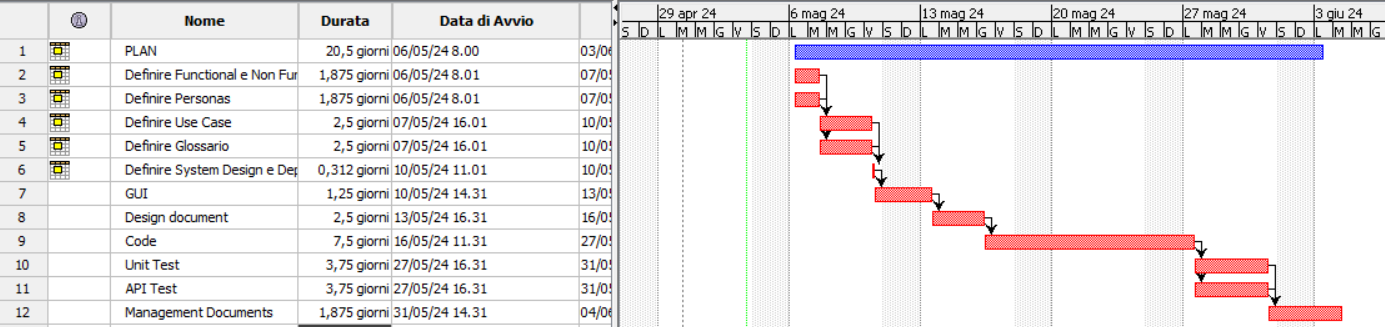 Nome Durata Data di Avvio
29 apr 24 6 mag 24 13 mag 24 20 mag 24 27 mag 24 3 giu 24
S D L M M G V S D L M M G V S D L M M G V S D L M M G V S D L M M G V S D L M M G
1 PLAN 20,5 giorni 06/05/24 8.00 03/06
2 Definire Functional e Non Fur 1,875 giorni 06/05/24 8.01 07/05
3 Definire Personas 1,875 giorni 06/05/24 8.01 07/05
4 Definire Use Case 2,5 giorni 07/05/24 16.01 10/05
5 Definire Glossario 2,5 giorni 07/05/24 16.01 10/05
6 Definire System Design e Dep 0,312 giorni 10/05/24 11.01 10/05
7 GUI 1,25 giorni 10/05/24 14.31 13/05
8 Design document 2,5 giorni 13/05/24 16.31 16/05
9 Code 7,5 giorni 16/05/24 11.31 27/05
10 Unit Test 3,75 giorni 27/05/24 16.31 31/05
11 API Test 3,75 giorni 27/05/24 16.31 31/05
12 Management Documents 1,875 giorni 31/05/24 14.31 04/06